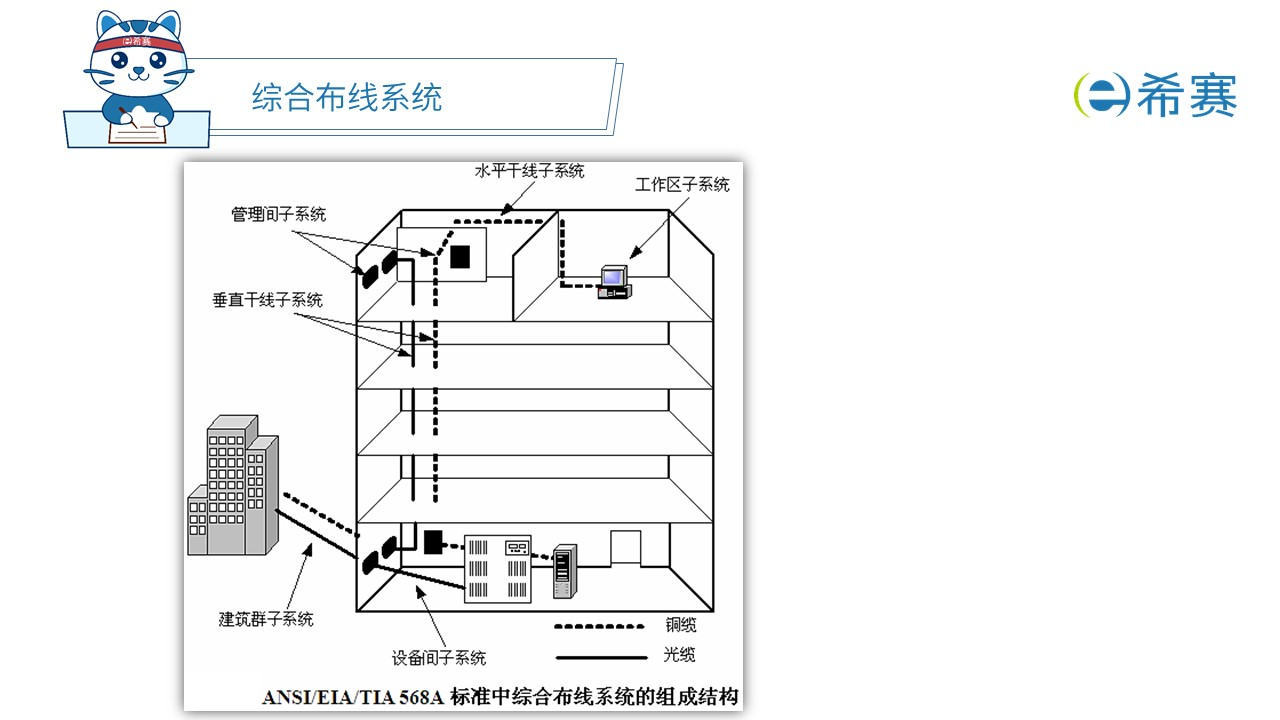 希赛
综合布线系统
希赛
水平干线子系统
工作区子系统
管理间子系统
垂直干线子系统
建筑群子系统
设备间子系统
铜缆
光缆
ANSI/EIA/TIA 568A 标准中综合布线系统的组成结构